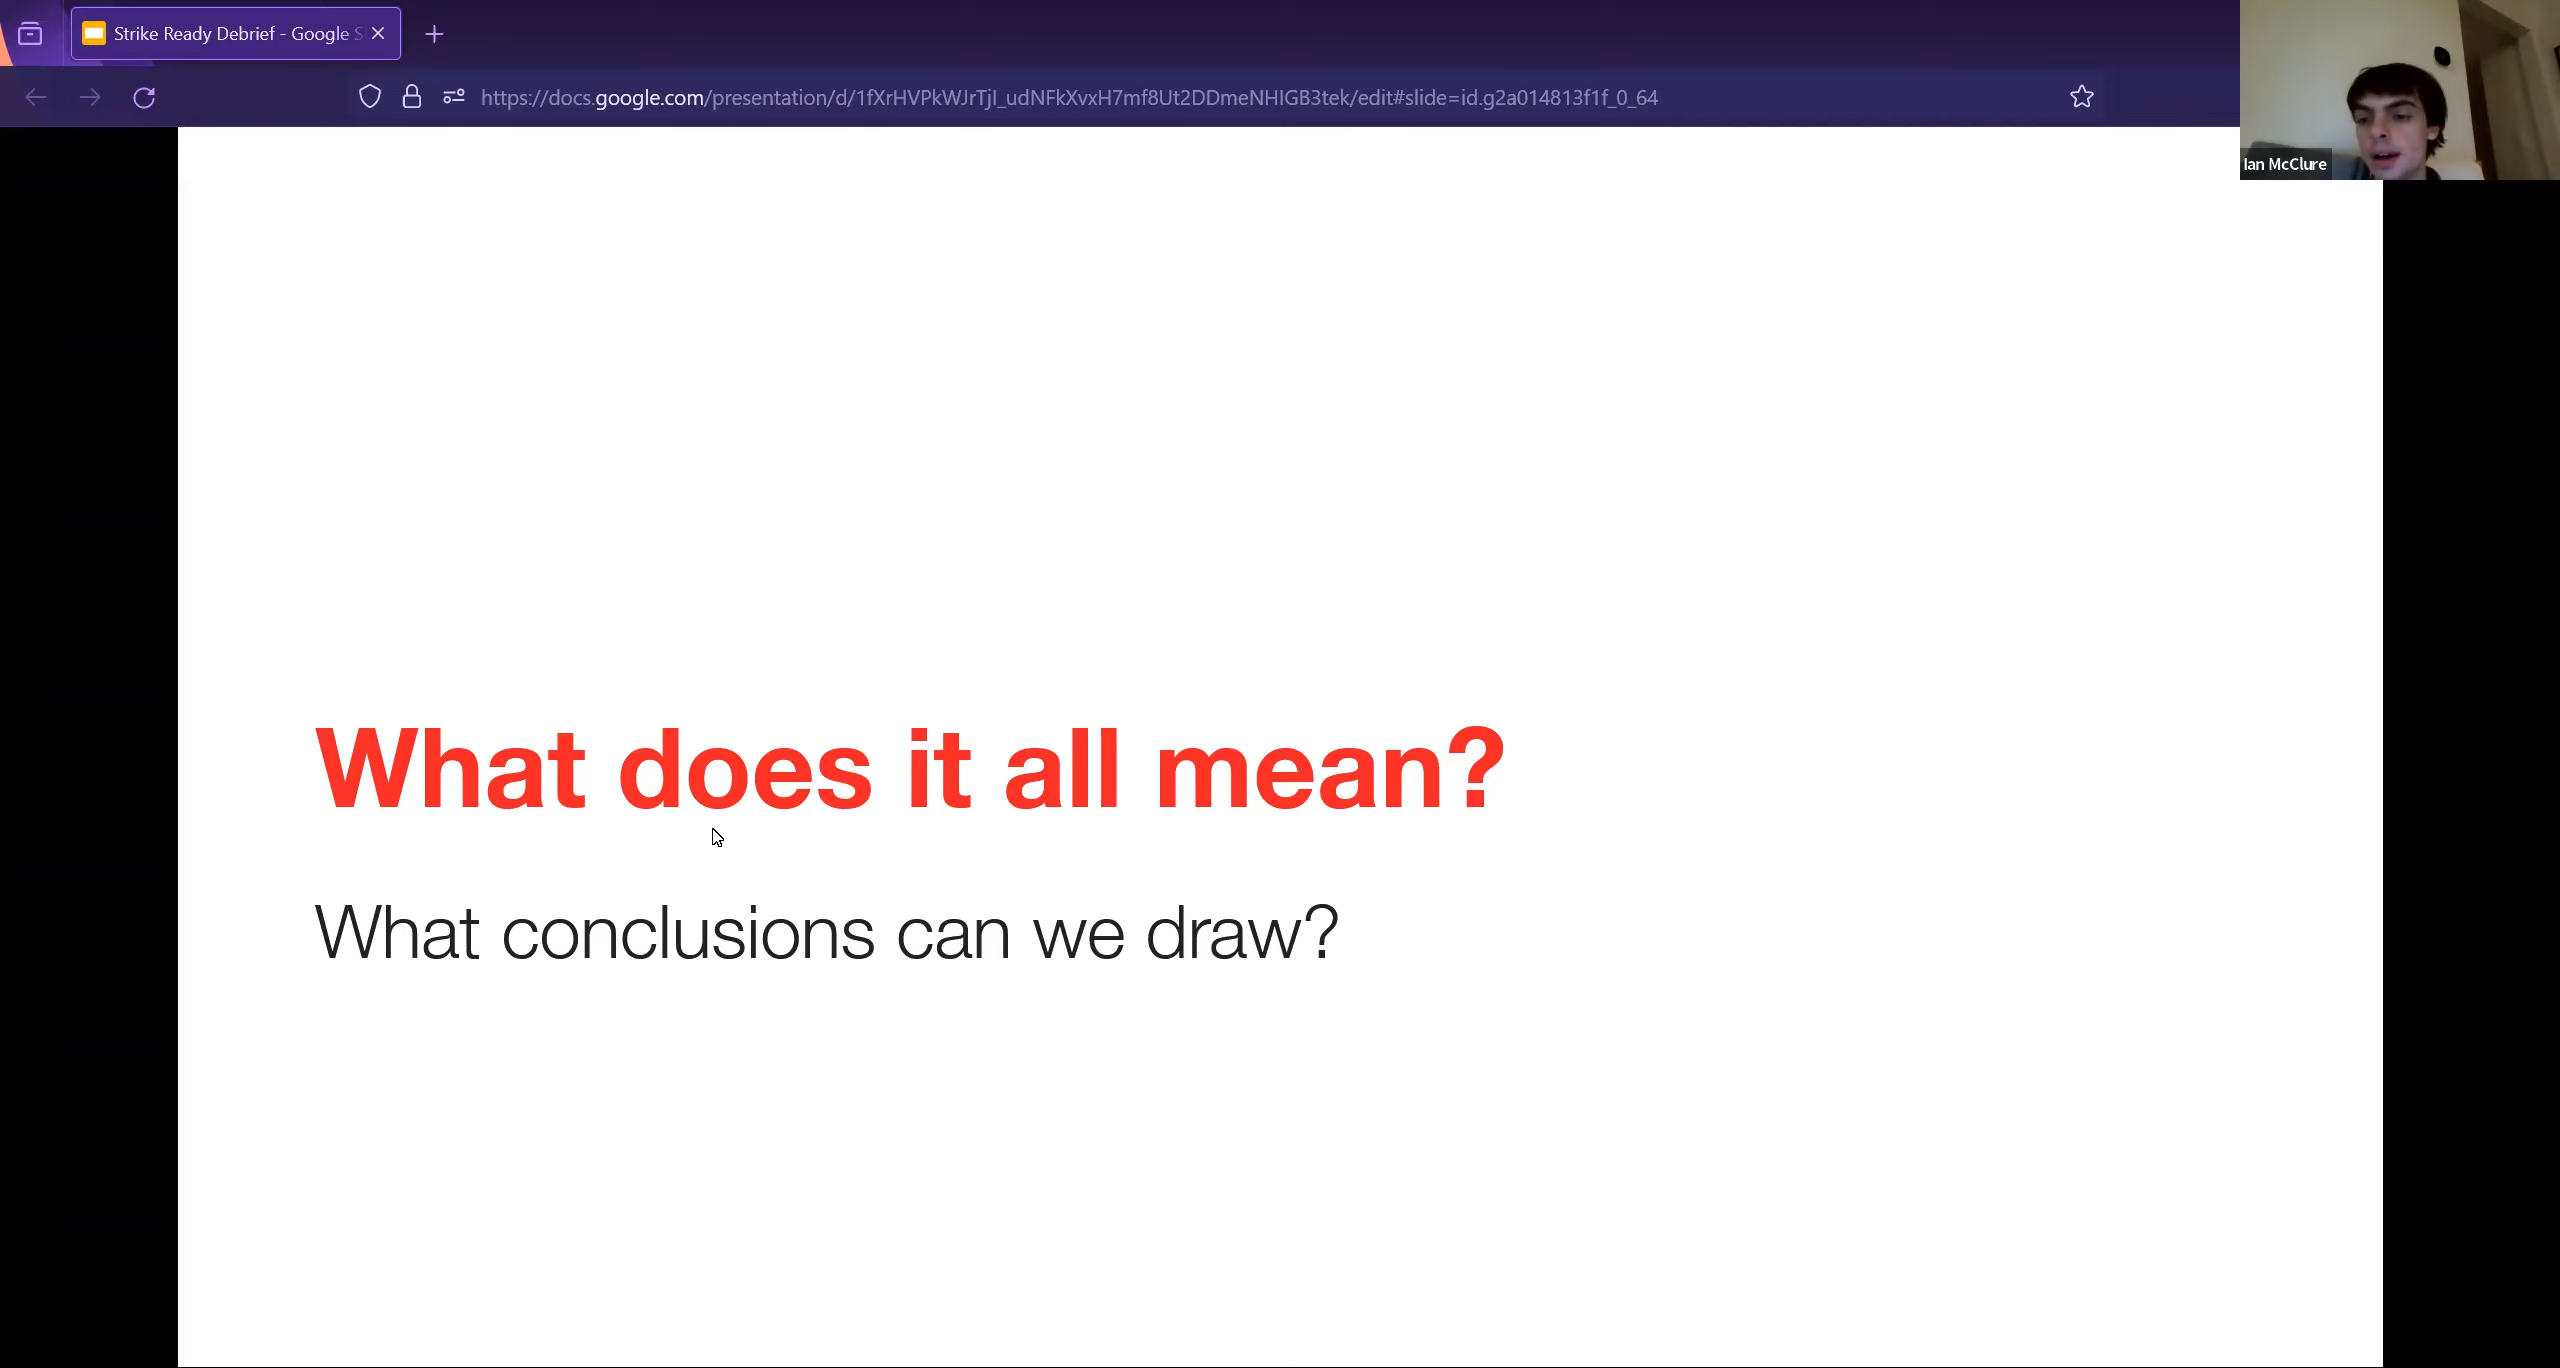 Strike Ready Debrief - Google S
https://docs.google.com/presentation/d/1fXrHVPkWJrTjI_udNFkXvxH7mf8Ut2DDmeNHIGB3tek/edit#slide=id.g2a014813f1f_0_64
Ian McClure
What does it all mean?
What conclusions can we draw?